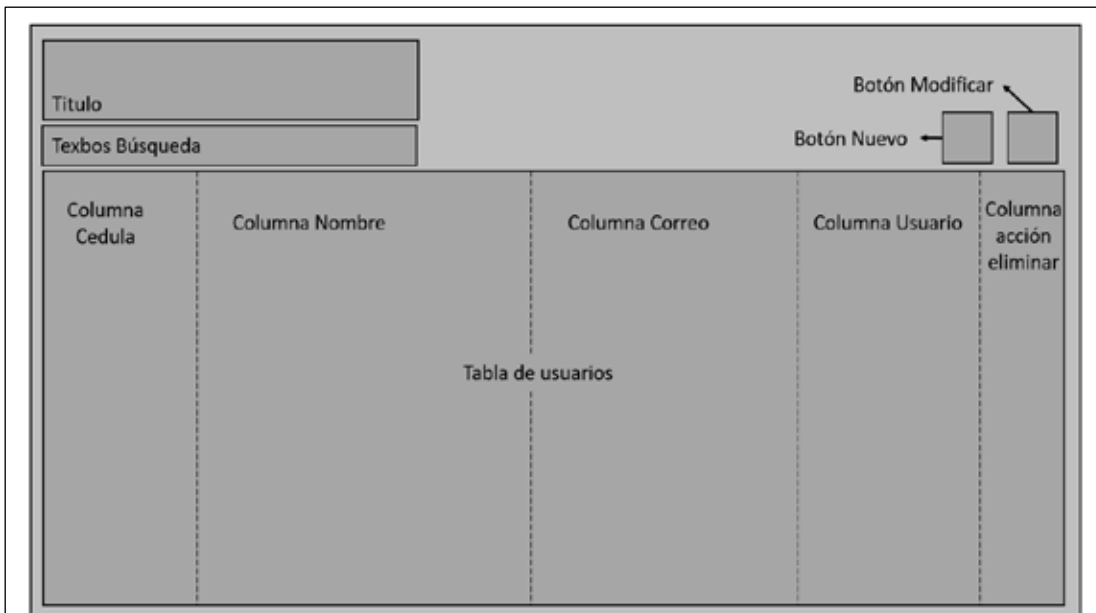 Titulo
Texbos Búsqueda
Botón Modificar
Botón Nuevo
Columna
Cedula
Columna Nombre
Columna Correo
Columna Usuario
Columna
acción
eliminar
Tabla de usuarios